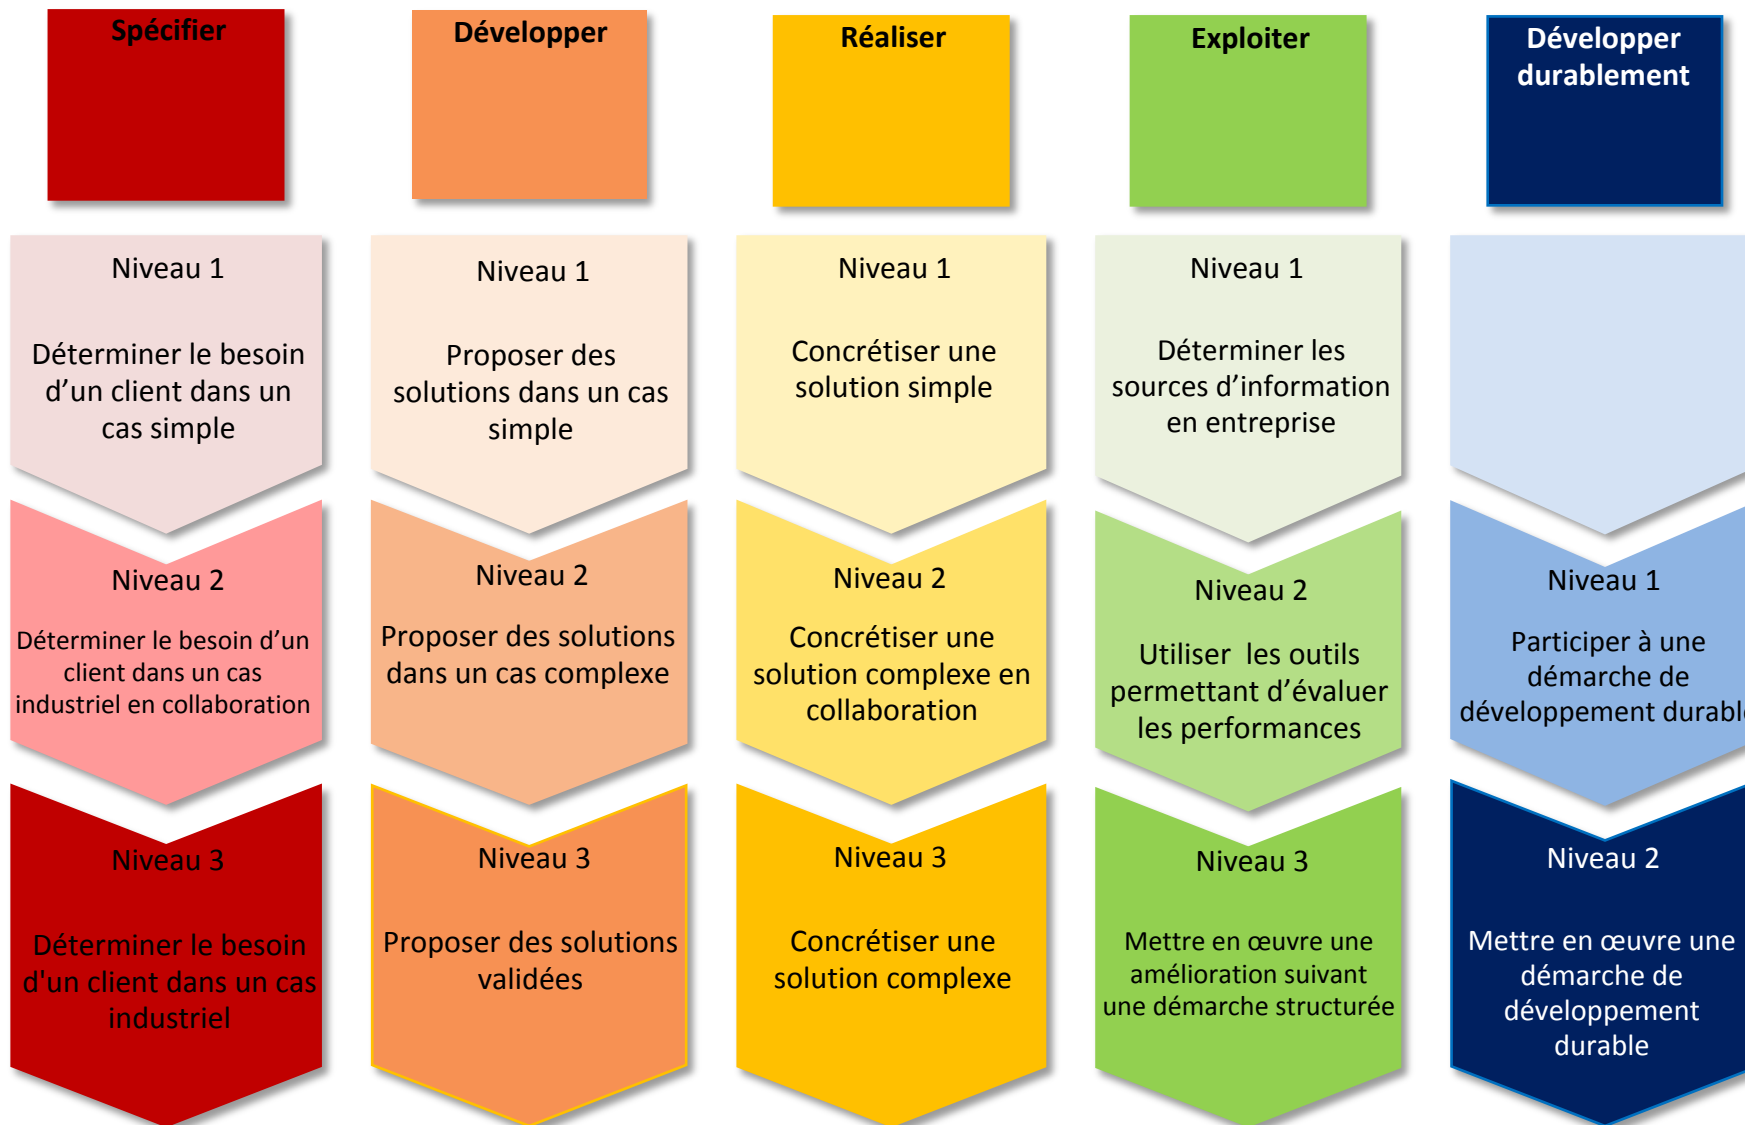 Spécifier
Développer
Réaliser
Exploiter
Développer
durablement
Niveau 1
Déterminer le besoin
d’un client dans un
cas simple
Niveau 1
Proposer des
solutions dans un cas
simple
Niveau 1
Concrétiser une
solution simple
Niveau 1
Déterminer les
sources d’information
en entreprise
Niveau 2
Déterminer le besoin d’un
client dans un cas
industriel en collaboration
Niveau 2
Proposer des solutions
dans un cas complexe
Niveau 2
Concrétiser une
solution complexe en
collaboration
Niveau 2
Utiliser  les outils
permettant d’évaluer
les performances
Niveau 1
Participer à une
démarche de
développement durable
Niveau 3
Déterminer le besoin
d'un client dans un cas
industriel
Niveau 3
Proposer des solutions
validées
Niveau 3
Concrétiser une
solution complexe
Niveau 3
Mettre en œuvre une
amélioration suivant
une démarche structurée
Niveau 2
Mettre en œuvre une
démarche de
développement
durable